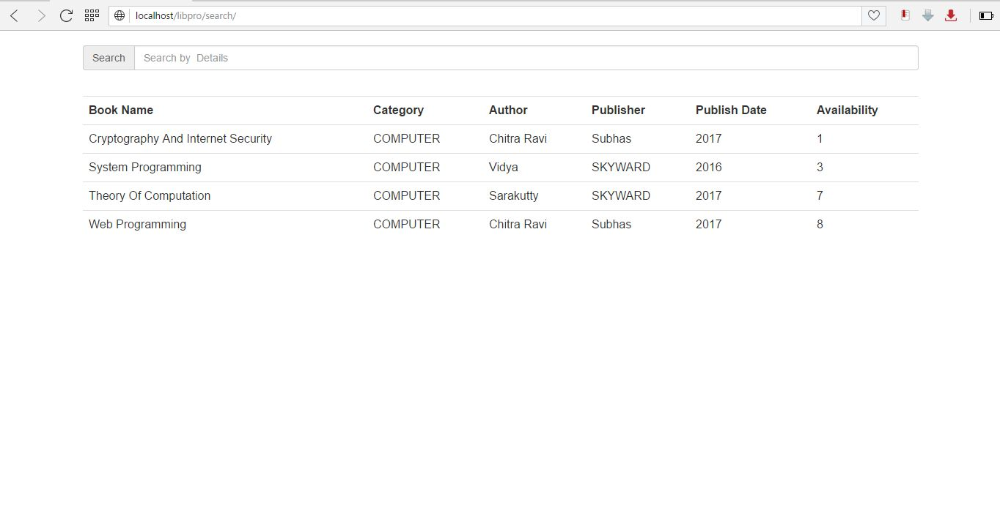 localhost/libpro/search/
Search Search by  Details
Book Name Category Author Publisher Publish Date Availability
Cryptography And Internet Security COMPUTER Chitra Ravi Subhas 2017 1
System Programming COMPUTER Vidya SKYWARD 2016 3
Theory Of Computation COMPUTER Sarakutty SKYWARD 2017 7
Web Programming COMPUTER Chitra Ravi Subhas 2017 8